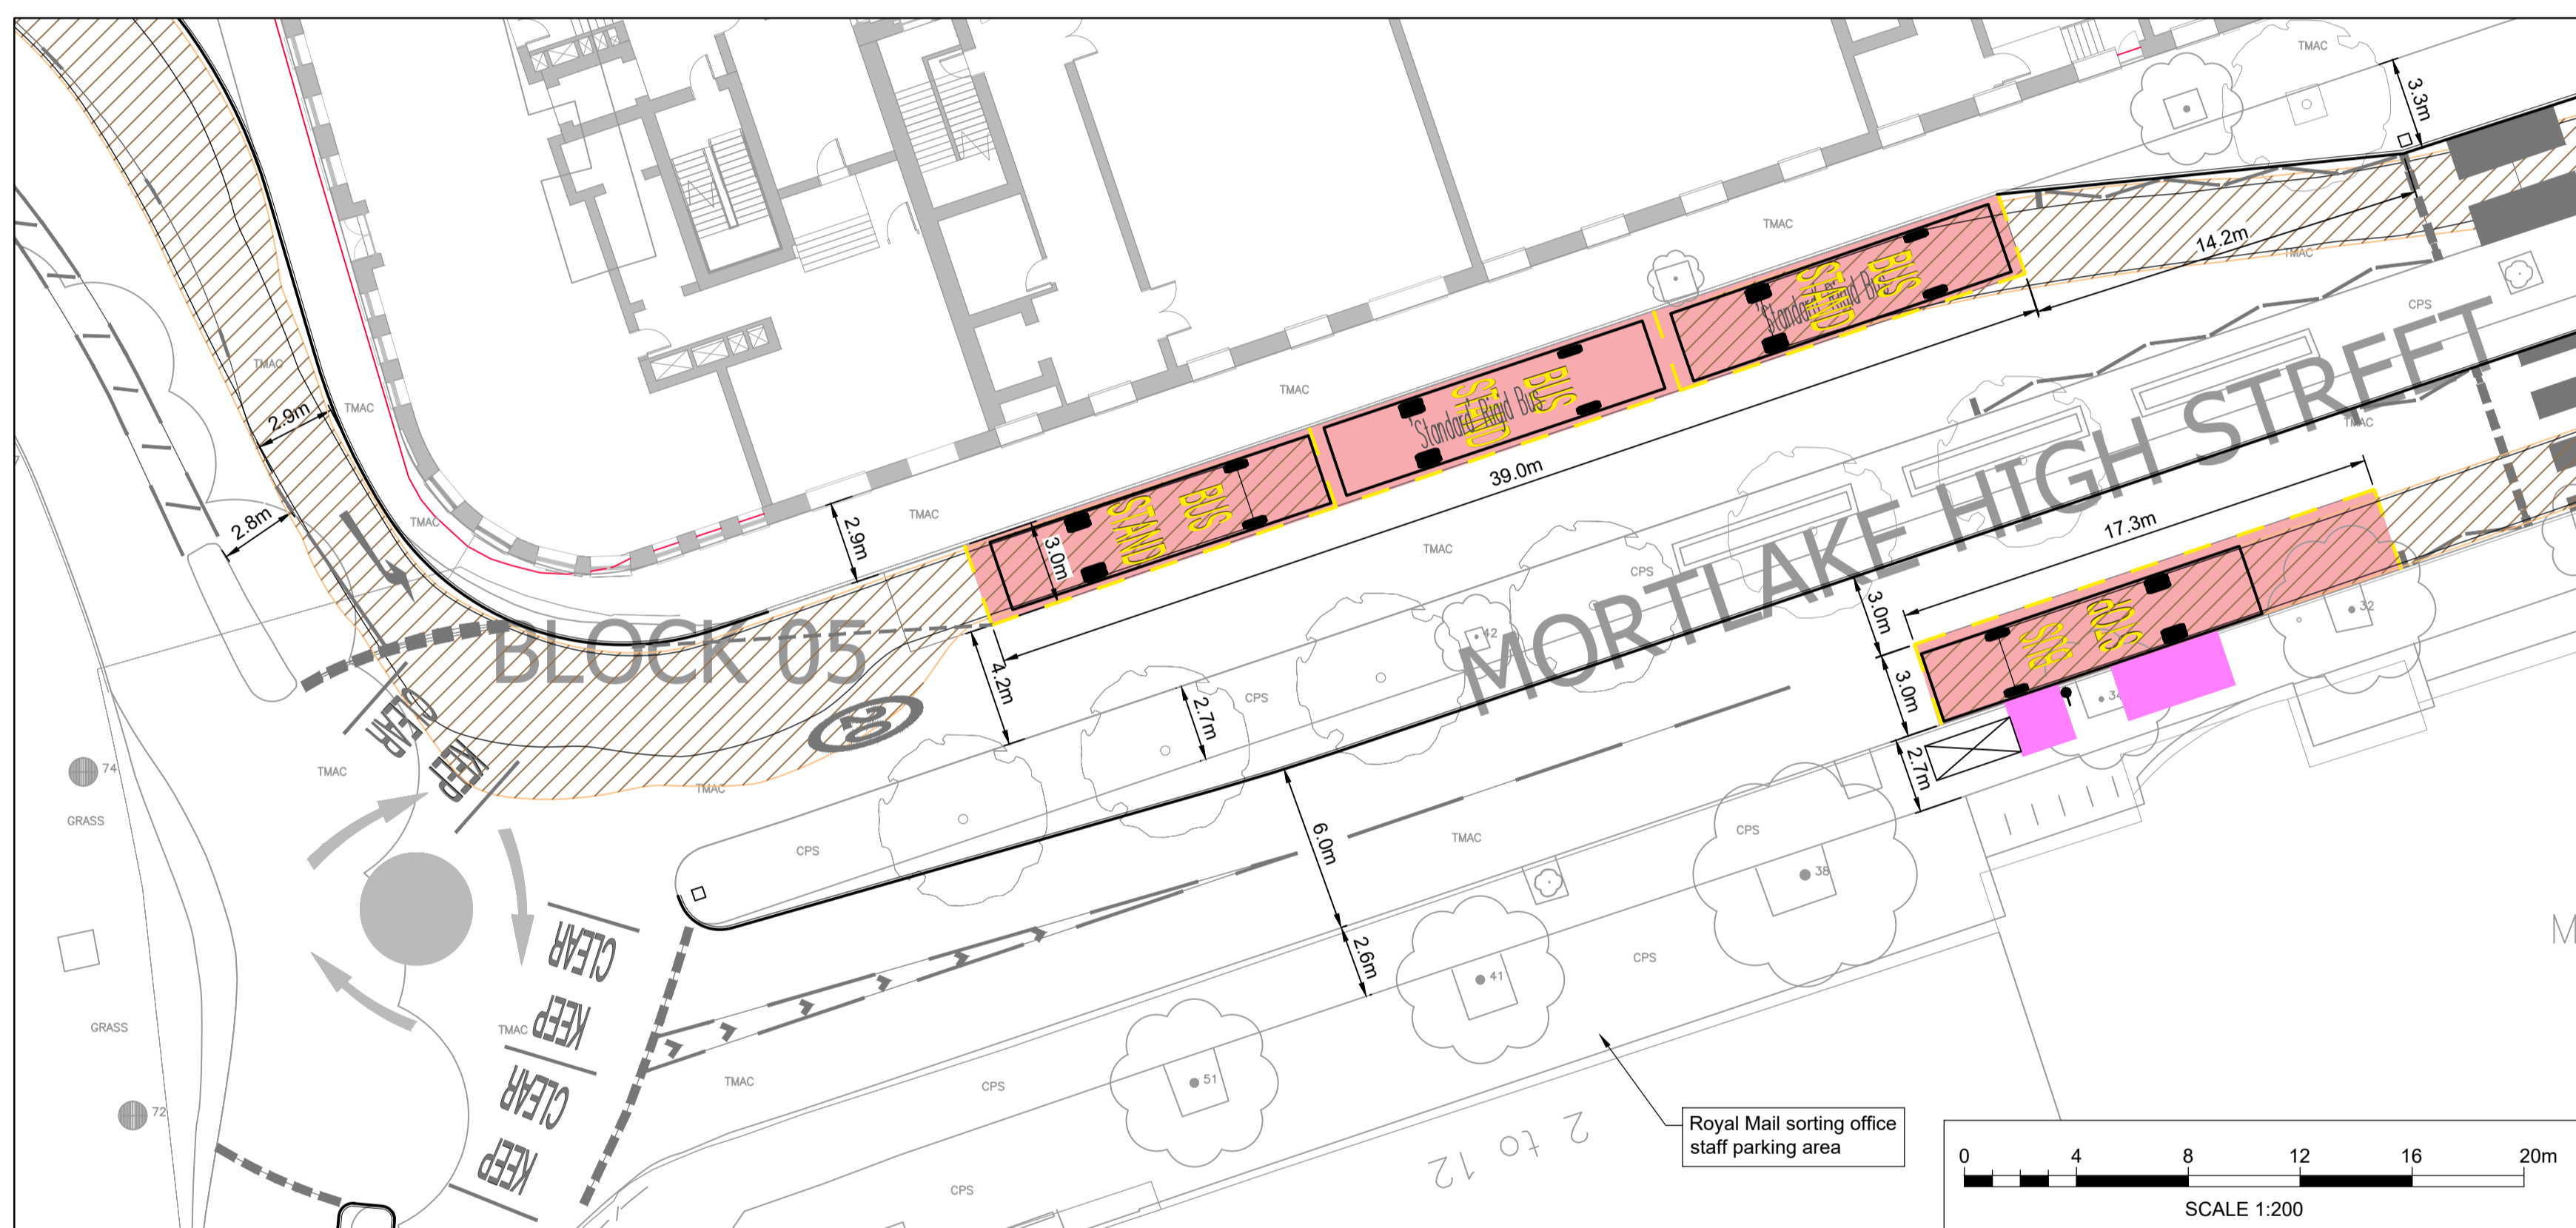 TMAC
3.3m
TMAC
14.2m
TMAC
CPS
TMAC
2.9m
TMAC
TMAC
2.8m
TMAC
TMAC
2.9m
BUS
STAND
'Standard' Rigid Bus
BUS
STAND
'Standard' Rigid Bus
BUS
STAND
3.0m
39.0m
TMAC
CPS
MORTLAKE HIGH STREET
TMAC
17.3m
BLOCK 05
20
4.2m
2.7m
CPS
42
3.0m
3.0m
2.7m
BUS
STOP
32
34
KEEP
CLEAR
TMAC
TMAC
74
GRASS
CPS
6.0m
TMAC
CPS
38
2.6m
41
CPS
CLEAR
KEEP
GRASS
TMAC
CLEAR
KEEP
72
TMAC
CPS
51
CPS
2 to 12
M
Royal Mail sorting office
staff parking area
0 4 8 12 16 20m
SCALE 1:200